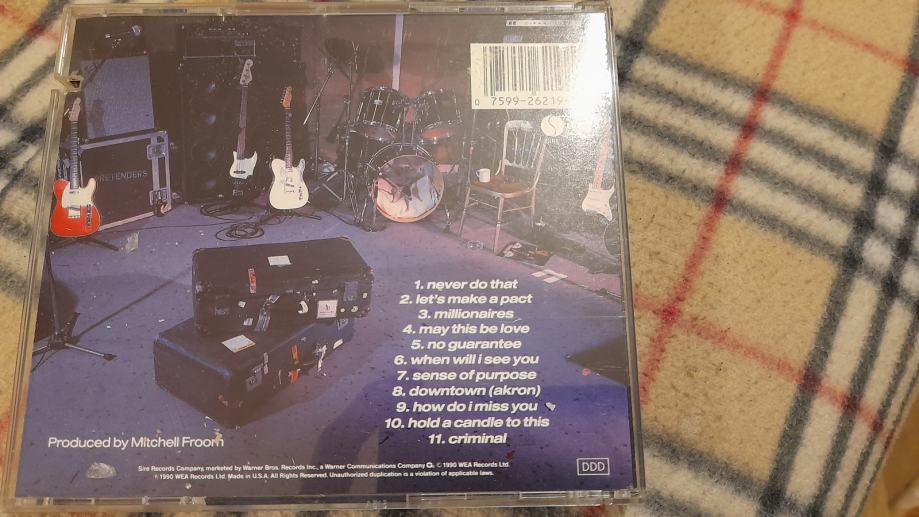 0 7599-26219-
PRETENDERS
1. never do that
2. let's make a pact
3. millionaires
4. may this be love
5. no guarantee
6. when will i see you
7. sense of purpose
8. downtown (akron)
9. how do i miss you
10. hold a candle to this
11. criminal
Produced by Mitchell Froom
Sire Records Company, marketed by Warner Bros. Records Inc., a Warner Communications Company © 1990 WEA Records Ltd.
℗ 1990 WEA Records Ltd. Made in U.S.A. All Rights Reserved. Unauthorized duplication is a violation of applicable laws.
DDD